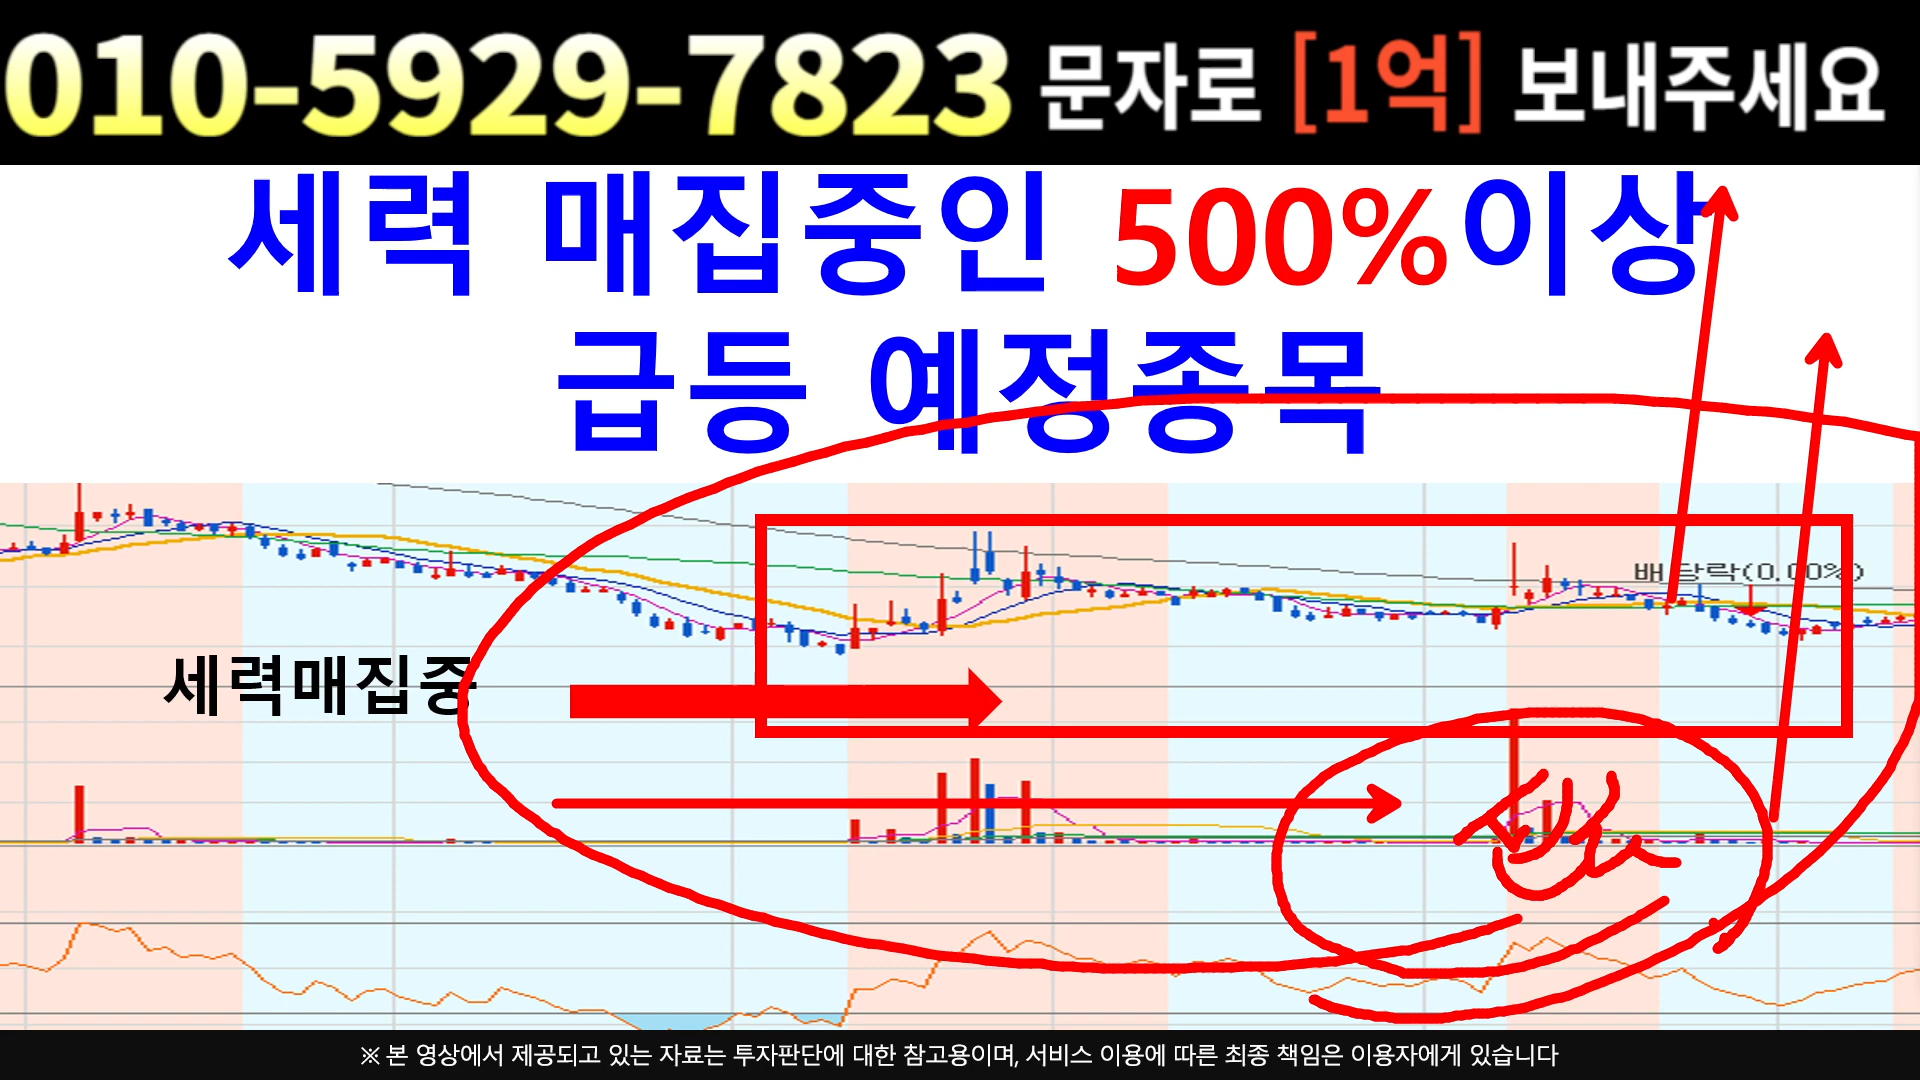 010-5929-7823 문자로 [1억] 보내주세요
세력 매집중인 500%이상
급등 예정종목
배당락(0.00%)
세력매집중
※ 본 영상에서 제공되고 있는 자료는 투자판단에 대한 참고용이며, 서비스 이용에 따른 최종 책임은 이용자에게 있습니다